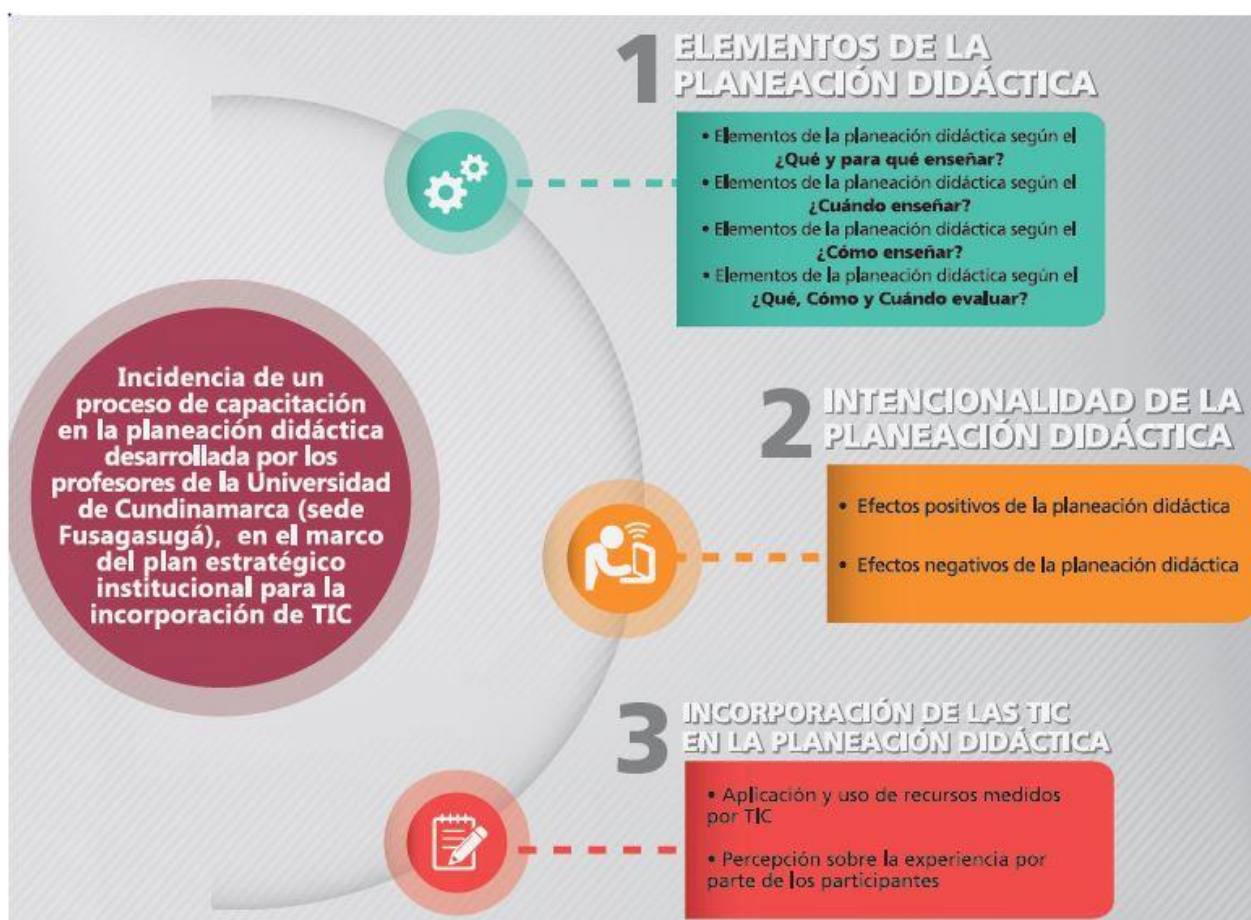 Incidencia de un
proceso de capacitación
en la planeación didáctica
desarrollada por los
profesores de la Universidad
de Cundinamarca (sede
Fusagasugá), en el marco
del plan estratégico
institucional para la
incorporación de TIC
1 ELEMENTOS DE LA
PLANEACIÓN DIDÁCTICA
• Elementos de la planeación didáctica según el
¿Qué y para qué enseñar?
• Elementos de la planeación didáctica según el
¿Cuándo enseñar?
• Elementos de la planeación didáctica según el
¿Cómo enseñar?
• Elementos de la planeación didáctica según el
¿Qué, Cómo y Cuándo evaluar?
2 INTENCIONALIDAD DE LA
PLANEACIÓN DIDÁCTICA
• Efectos positivos de la planeación didáctica
• Efectos negativos de la planeación didáctica
3 INCORPORACIÓN DE LAS TIC
EN LA PLANEACIÓN DIDÁCTICA
• Aplicación y uso de recursos medidos
por TIC
• Percepción sobre la experiencia por
parte de los participantes